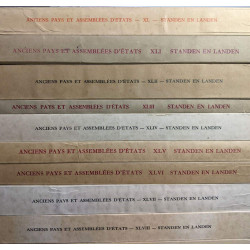 ANCIENS PAYS ET ASSEMBLÉES D'ÉTATS — XL — STANDEN EN LANDEN
ANCIENS PAYS ET ASSEMBLÉES D'ÉTATS XLI STANDEN EN LANDEN
ANCIENS PAYS ET ASSEMBLÉES D'ÉTATS — XLII — STANDEN EN LANDEN
ANCIENS PAYS ET ASSEMBLÉES D'ÉTATS XLIII STANDEN EN LANDEN
ANCIENS PAYS ET ASSEMBLÉES D'ÉTATS — XLIV — STANDEN EN LANDEN
ANCIENS PAYS ET ASSEMBLÉES D'ÉTATS XLV STANDEN EN LANDEN
ANCIENS PAYS ET ASSEMBLÉES D'ÉTATS XLVI STANDEN EN LANDEN
ANCIENS PAYS ET ASSEMBLÉES D'ÉTATS — XLVII — STANDEN EN LANDEN
ANCIENS PAYS ET ASSEMBLÉES D'ÉTATS — XLVIII — STANDEN EN LANDEN